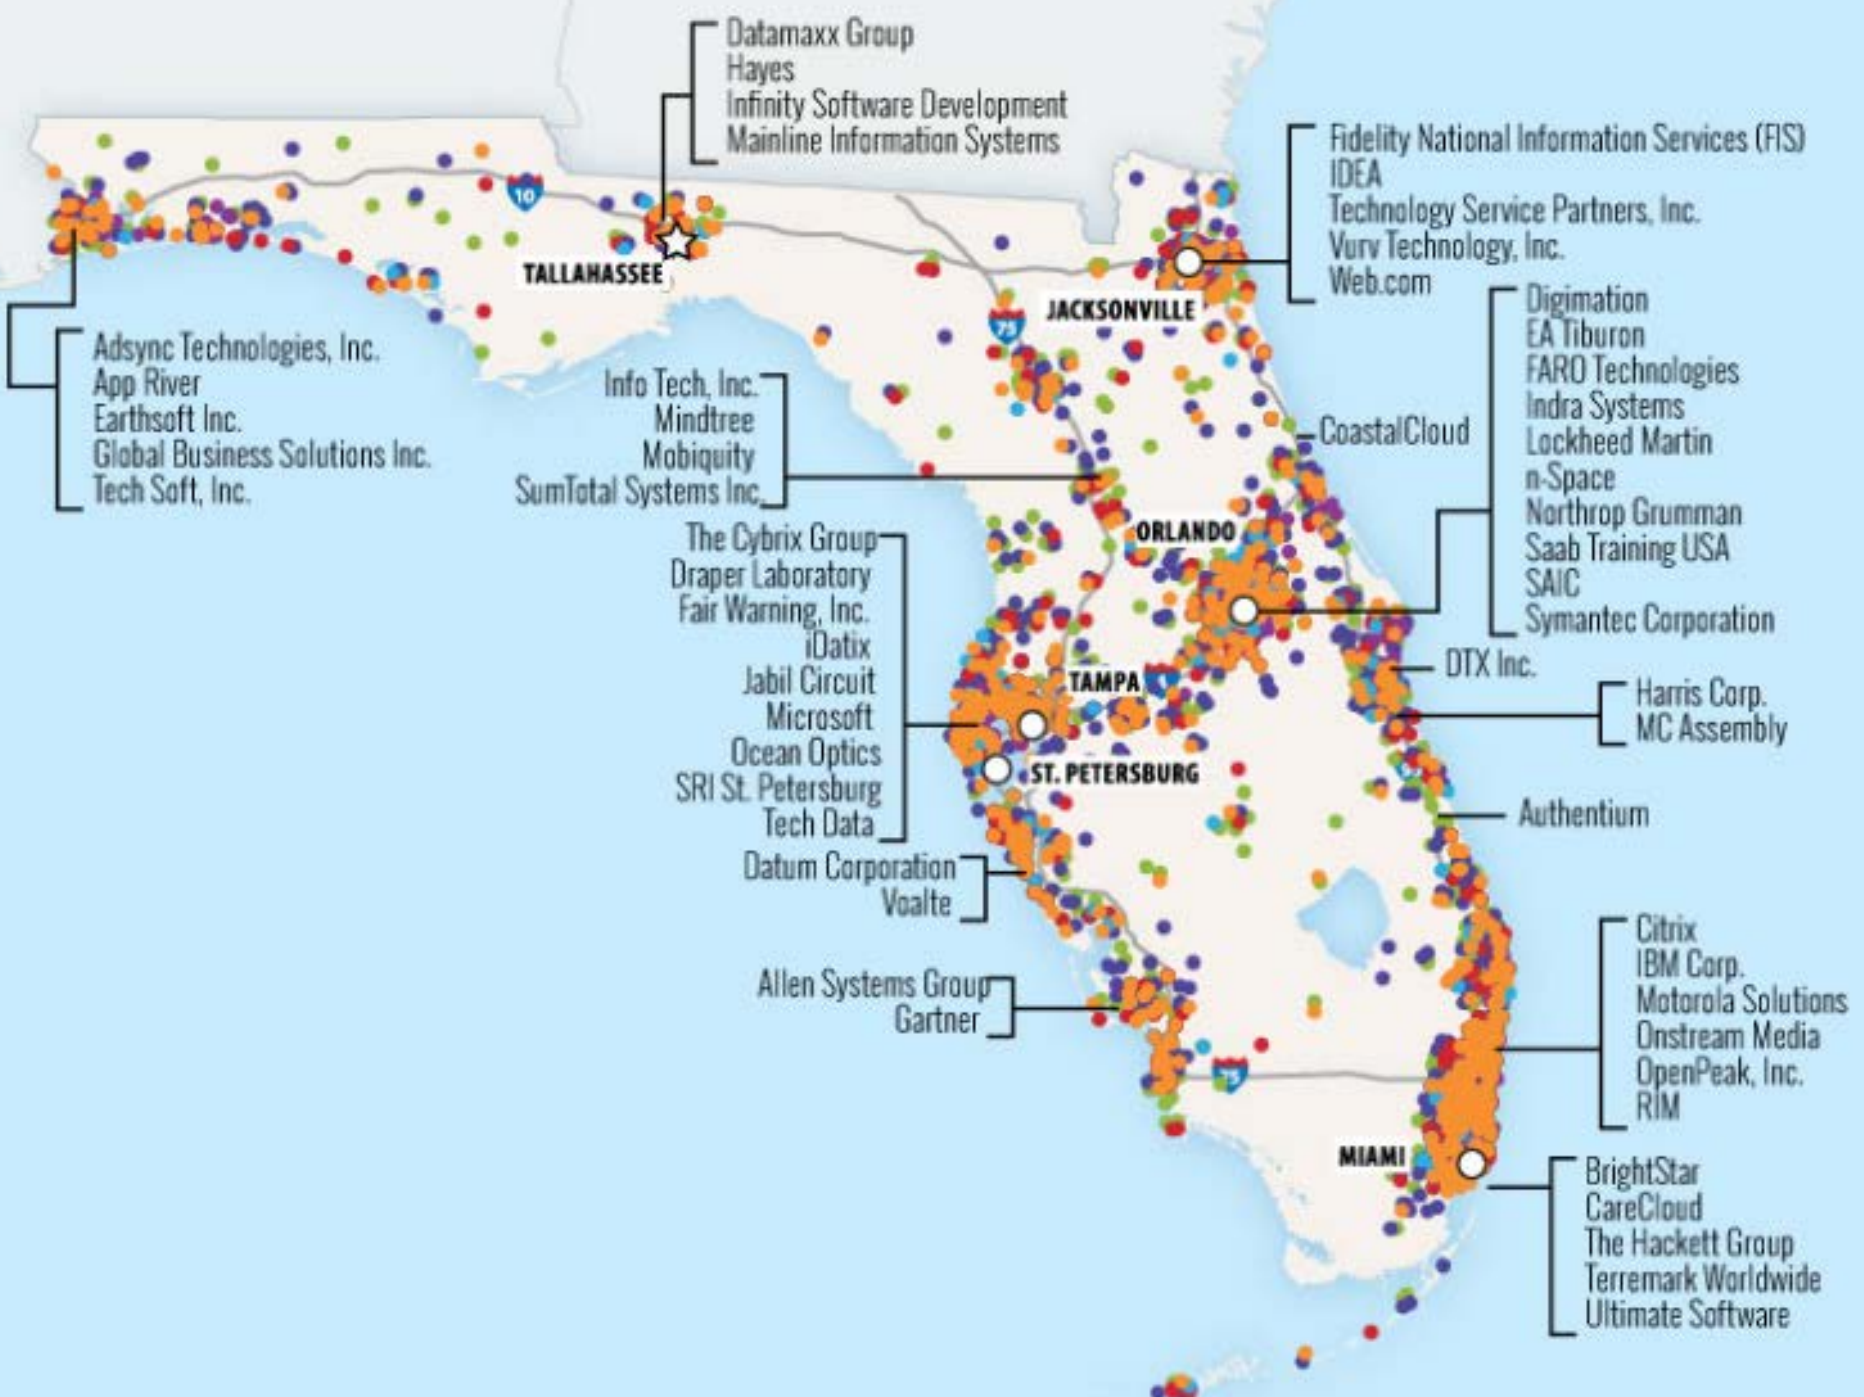 Datamaxx Group
Hayes
Infinity Software Development
Mainline Information Systems
Fidelity National Information Services (FIS)
IDEA
Technology Service Partners, Inc.
Vurv Technology, Inc.
Web.com
10
TALLAHASSEE
JACKSONVILLE
75
Adsync Technologies, Inc.
App River
Earthsoft Inc.
Global Business Solutions Inc.
Tech Soft, Inc.
Info Tech, Inc.
Mindtree
Mobiquity
SumTotal Systems Inc.
CoastalCloud
Digimation
EA Tiburon
FARO Technologies
Indra Systems
Lockheed Martin
n-Space
Northrop Grumman
Saab Training USA
SAIC
Symantec Corporation
ORLANDO
The Cybrix Group
Draper Laboratory
Fair Warning, Inc.
iDatix
Jabil Circuit
Microsoft
Ocean Optics
SRI St. Petersburg
Tech Data
TAMPA
ST. PETERSBURG
DTX Inc.
Harris Corp.
MC Assembly
Authentium
Datum Corporation
Voalte
Allen Systems Group
Gartner
75
Citrix
IBM Corp.
Motorola Solutions
Onstream Media
OpenPeak, Inc.
RIM
MIAMI
BrightStar
CareCloud
The Hackett Group
Terremark Worldwide
Ultimate Software